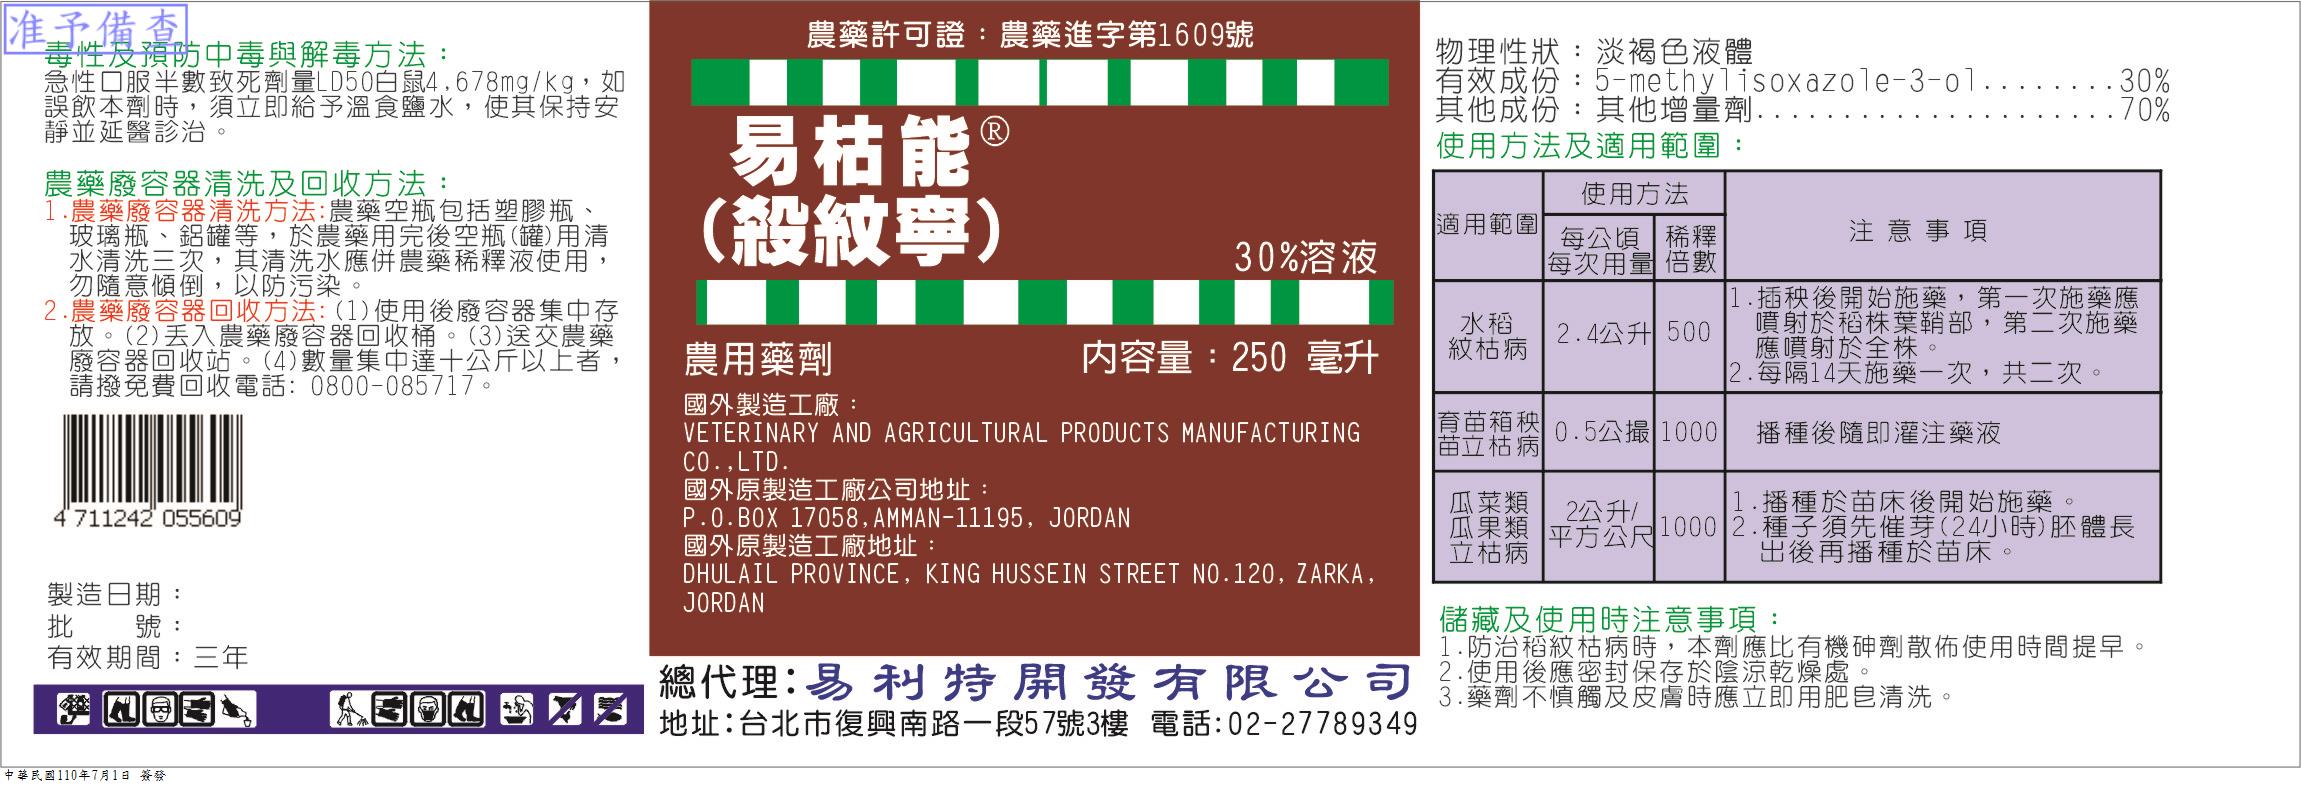 准予備查
毒性及預防中毒與解毒方法：
急性口服半數致死劑量LD50白鼠4,678mg/kg，如
誤飲本劑時，須立即給予溫食鹽水，使其保持安
靜並延醫診治。
農藥廢容器清洗及回收方法：
1.農藥廢容器清洗方法:農藥空瓶包括塑膠瓶、
玻璃瓶、鋁罐等，於農藥用完後空瓶(罐)用清
水清洗三次，其清洗水應併農藥稀釋液使用，
勿隨意傾倒，以防污染。
2.農藥廢容器回收方法:(1)使用後廢容器集中存
放。(2)丟入農藥廢容器回收桶。(3)送交農藥
廢容器回收站。(4)數量集中達十公斤以上者，
請撥免費回收電話: 0800-085717。
4 711242 055609
製造日期：
批　　號：
有效期間：三年
農藥許可證：農藥進字第1609號
易枯能®
(殺紋寧)
30%溶液
農用藥劑
內容量：250 毫升
國外製造工廠：
VETERINARY AND AGRICULTURAL PRODUCTS MANUFACTURING
CO.,LTD.
國外原製造工廠公司地址：
P.O.BOX 17058,AMMAN-11195, JORDAN
國外原製造工廠地址：
DHULAIL PROVINCE, KING HUSSEIN STREET NO.120, ZARKA,
JORDAN
總代理:易利特開發有限公司
地址:台北市復興南路一段57號3樓 電話:02-27789349
物理性狀：淡褐色液體
有效成份：5-methylisoxazole-3-ol........30%
其他成份：其他增量劑......................70%
使用方法及適用範圍：
適用範圍
使用方法
每公頃
每次用量
稀釋
倍數
注意事項
水稻
紋枯病
2.4公升
500
1.插秧後開始施藥，第一次施藥應
噴射於稻株葉鞘部，第二次施藥
應噴射於全株。
2.每隔14天施藥一次，共二次。
育苗箱秧
苗立枯病
0.5公撮
1000
播種後隨即灌注藥液
瓜菜類
瓜果類
立枯病
2公升/
平方公尺
1000
1.播種於苗床後開始施藥。
2.種子須先催芽(24小時)胚體長
出後再播種於苗床。
儲藏及使用時注意事項：
1.防治稻紋枯病時，本劑應比有機砷劑散佈使用時間提早。
2.使用後應密封保存於陰涼乾燥處。
3.藥劑不慎觸及皮膚時應立即用肥皂清洗。
中華民國110年7月1日 簽發